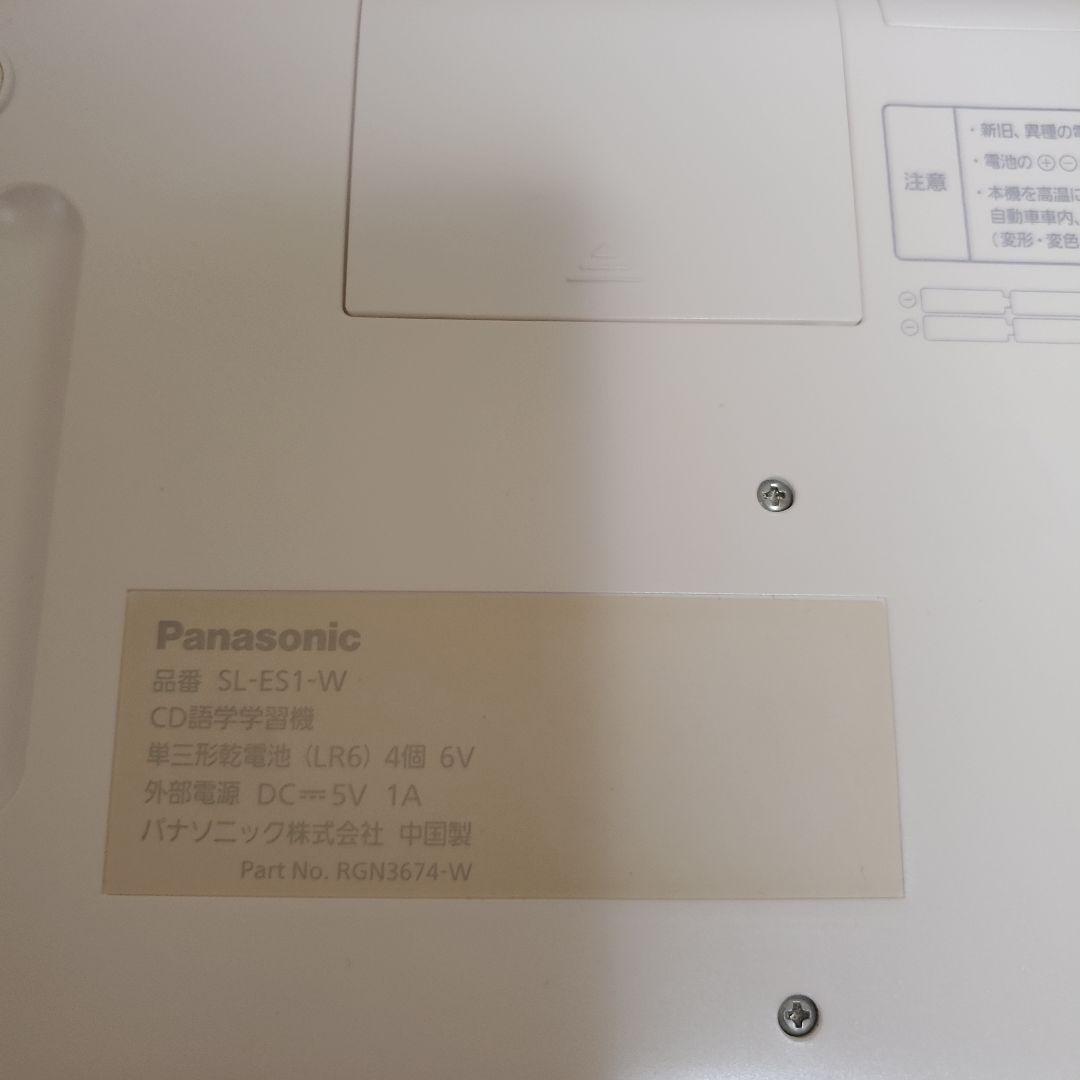 注意
・新旧、異種の
・電池の⊕⊖
・本機を高温に
自動車車内、
（変形・変色
⊖
⊖
Panasonic
品番 SL-ES1-W
CD語学学習機
単三形乾電池（LR6）4個 6V
外部電源 DC⎓5V 1A
パナソニック株式会社 中国製
Part No. RGN3674-W